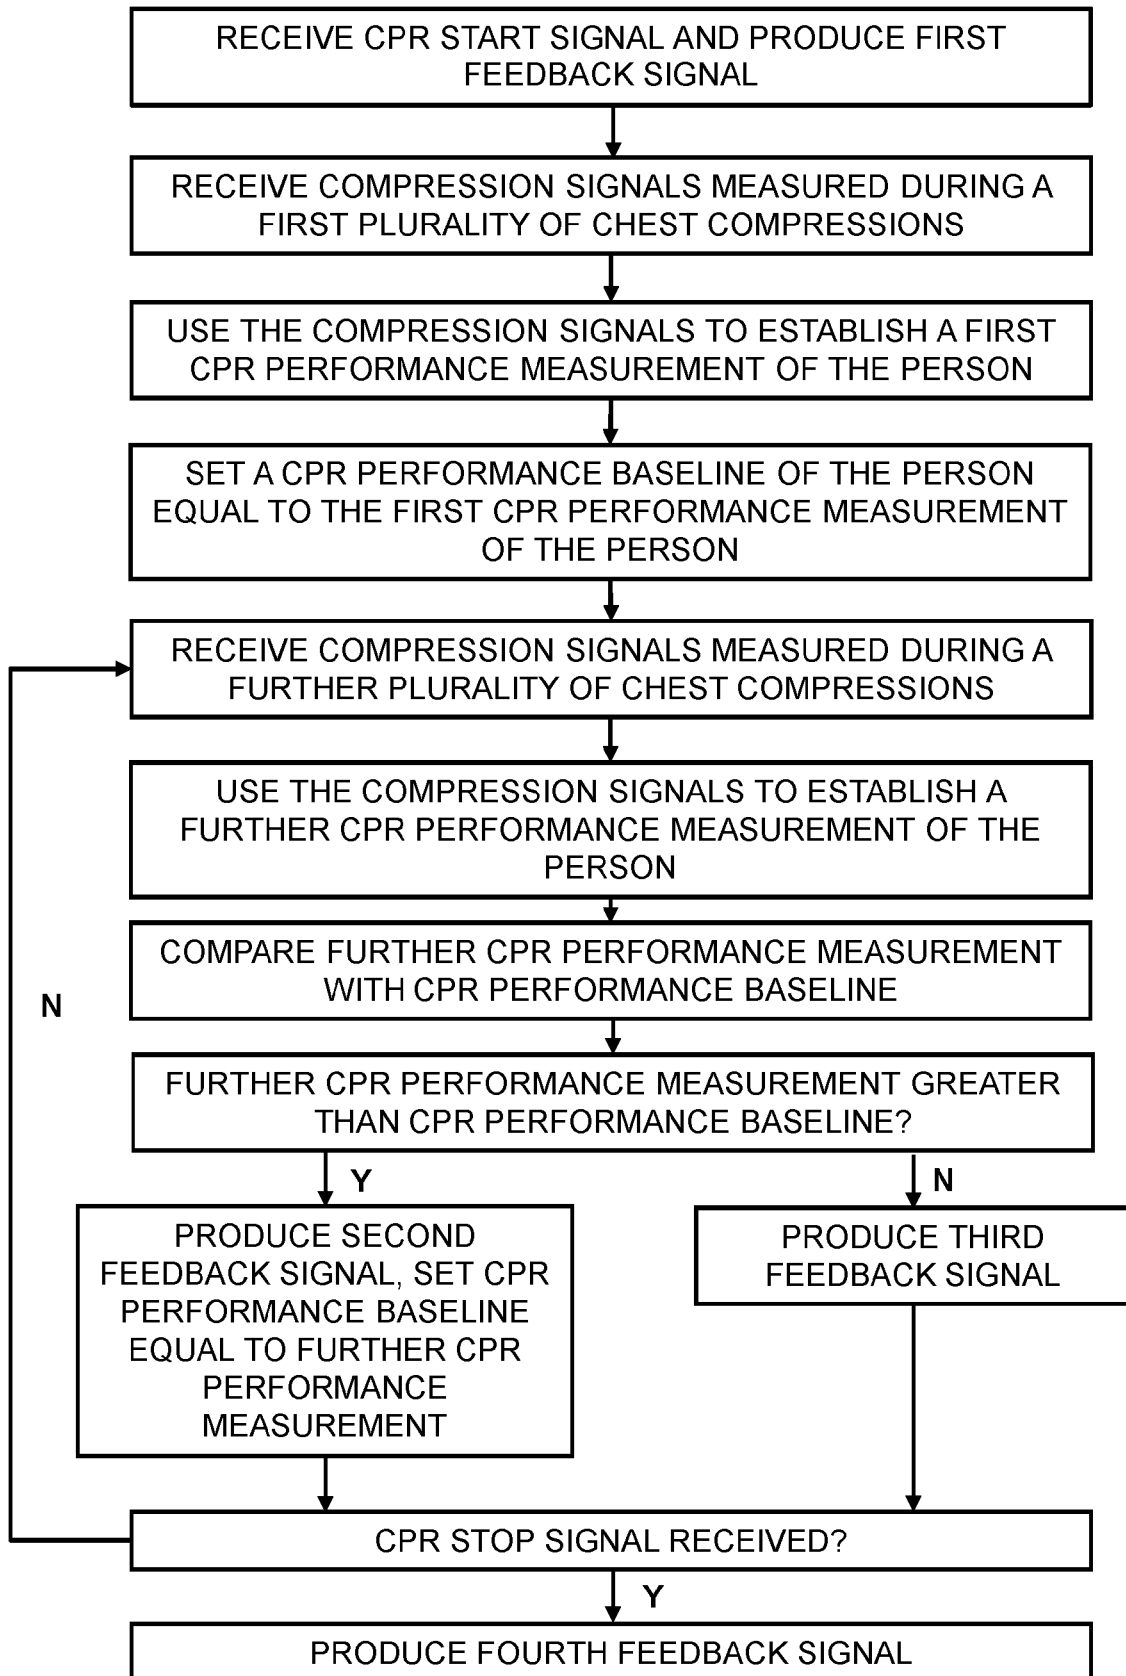 RECEIVE CPR START SIGNAL AND PRODUCE FIRST
FEEDBACK SIGNAL
RECEIVE COMPRESSION SIGNALS MEASURED DURING A
FIRST PLURALITY OF CHEST COMPRESSIONS
USE THE COMPRESSION SIGNALS TO ESTABLISH A FIRST
CPR PERFORMANCE MEASUREMENT OF THE PERSON
SET A CPR PERFORMANCE BASELINE OF THE PERSON
EQUAL TO THE FIRST CPR PERFORMANCE MEASUREMENT
OF THE PERSON
RECEIVE COMPRESSION SIGNALS MEASURED DURING A
FURTHER PLURALITY OF CHEST COMPRESSIONS
USE THE COMPRESSION SIGNALS TO ESTABLISH A
FURTHER CPR PERFORMANCE MEASUREMENT OF THE
PERSON
COMPARE FURTHER CPR PERFORMANCE MEASUREMENT
WITH CPR PERFORMANCE BASELINE
N
FURTHER CPR PERFORMANCE MEASUREMENT GREATER
THAN CPR PERFORMANCE BASELINE?
Y
N
PRODUCE SECOND
FEEDBACK SIGNAL, SET CPR
PERFORMANCE BASELINE
EQUAL TO FURTHER CPR
PERFORMANCE
MEASUREMENT
PRODUCE THIRD
FEEDBACK SIGNAL
CPR STOP SIGNAL RECEIVED?
Y
PRODUCE FOURTH FEEDBACK SIGNAL